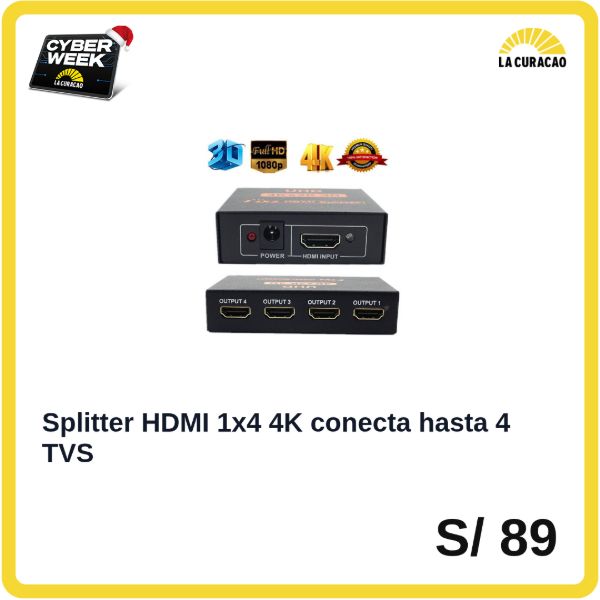 CYBER
WEEK
LA CURACAO
LA CURACAO
3D
Full HD
1080p
4K
POWER
HDMI INPUT
OUTPUT 4
OUTPUT 3
OUTPUT 2
OUTPUT 1
Splitter HDMI 1x4 4K conecta hasta 4
TVS
S/ 89